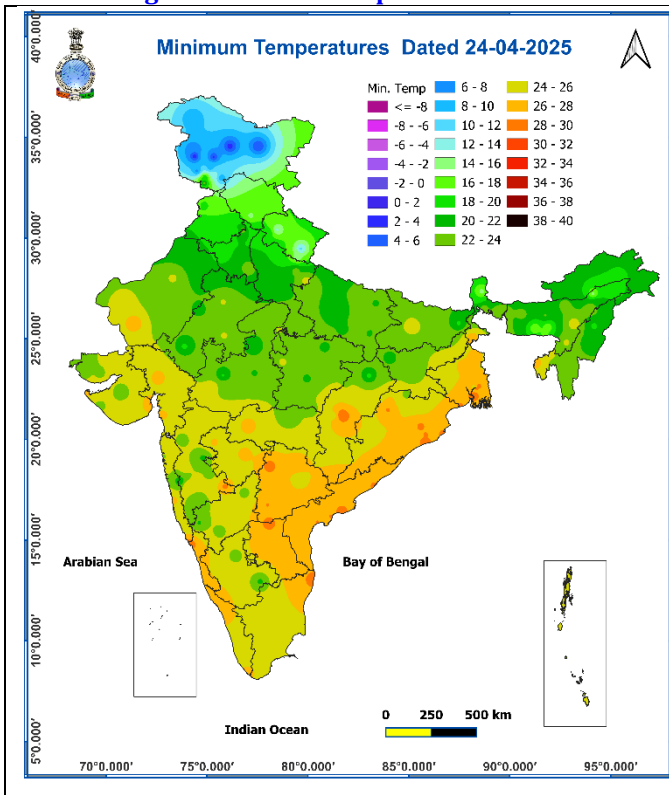 Minimum Temperatures Dated 24-04-2025
Min. Temp
<= -8
-8 - -6
-6 - -4
-4 - -2
-2 - 0
0 - 2
2 - 4
4 - 6
6 - 8
8 - 10
10 - 12
12 - 14
14 - 16
16 - 18
18 - 20
20 - 22
22 - 24
24 - 26
26 - 28
28 - 30
30 - 32
32 - 34
34 - 36
36 - 38
38 - 40
40°0.000'
35°0.000'
30°0.000'
25°0.000'
20°0.000'
15°0.000'
10°0.000'
5°0.000'
Arabian Sea
Bay of Bengal
Indian Ocean
0 250 500 km
70°0.000' 75°0.000' 80°0.000' 85°0.000' 90°0.000' 95°0.000'